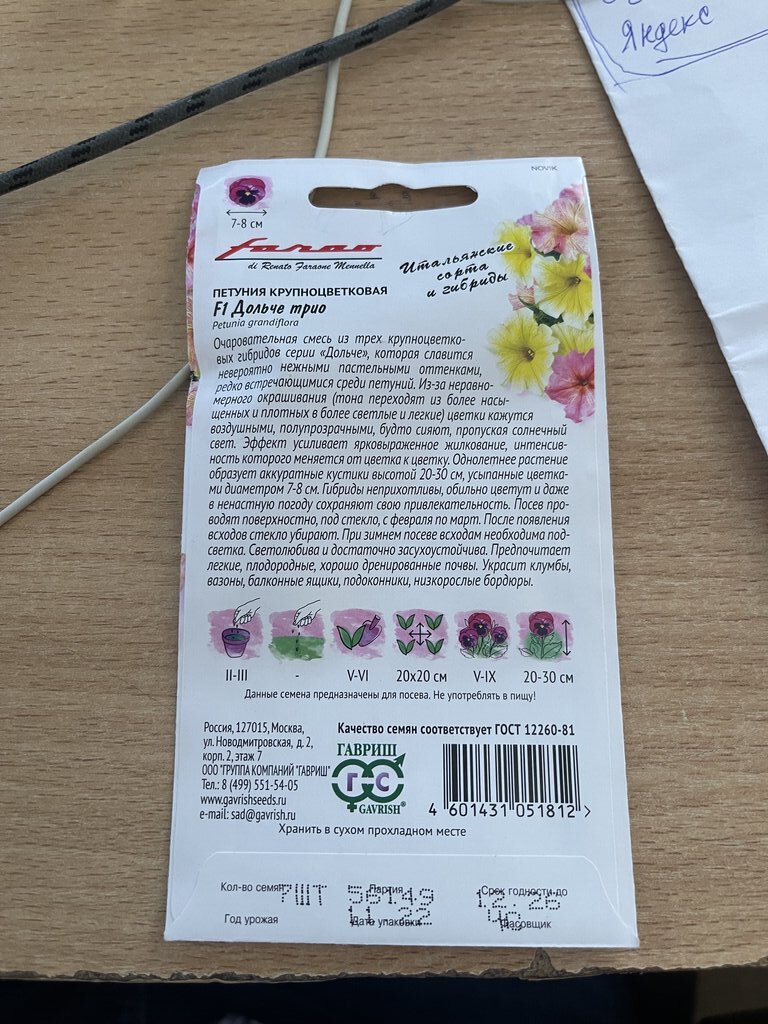 Яндекс
NOVIK
7-8 см
farao
di Renato Faraone Mennella
Итальянские
сорта
и гибриды
ПЕТУНИЯ КРУПНОЦВЕТКОВАЯ
F1 Дольче трио
Petunia grandiflora
Очаровательная смесь из трех крупноцветко-
вых гибридов серии «Дольче», которая славится
невероятно нежными пастельными оттенками,
редко встречающимися среди петуний. Из-за неравно-
мерного окрашивания (тона переходят из более насы-
щенных и плотных в более светлые и легкие) цветки кажутся
воздушными, полупрозрачными, будто сияют, пропуская солнечный
свет. Эффект усиливает ярковыраженное жилкование, интенсив-
ность которого меняется от цветка к цветку. Однолетнее растение
образует аккуратные кустики высотой 20-30 см, усыпанные цветка-
ми диаметром 7-8 см. Гибриды неприхотливы, обильно цветут и даже
в ненастную погоду сохраняют свою привлекательность. Посев про-
водят поверхностно, под стекло, с февраля по март. После появления
всходов стекло убирают. При зимнем посеве всходам необходима под-
светка. Светолюбива и достаточно засухоустойчива. Предпочитает
легкие, плодородные, хорошо дренированные почвы. Украсит клумбы,
вазоны, балконные ящики, подоконники, низкорослые бордюры.
II-III - V-VI 20х20 см V-IX 20-30 см
Данные семена предназначены для посева. Не употреблять в пищу!
Россия, 127015, Москва,
ул. Новодмитровская, д. 2,
корп. 2, этаж 7
ООО "ГРУППА КОМПАНИЙ "ГАВРИШ"
Тел.: 8 (499) 551-54-05
www.gavrishseeds.ru
e-mail: sad@gavrish.ru
Качество семян соответствует ГОСТ 12260-81
ГАВРИШ
Г С
GAVRISH®
4 601431 051812 >
Хранить в сухом прохладном месте
Кол-во семян 7ШТ Партия 56149 Срок годности до 12.26
Год урожая Дата упаковки 11.22 Фасовщик